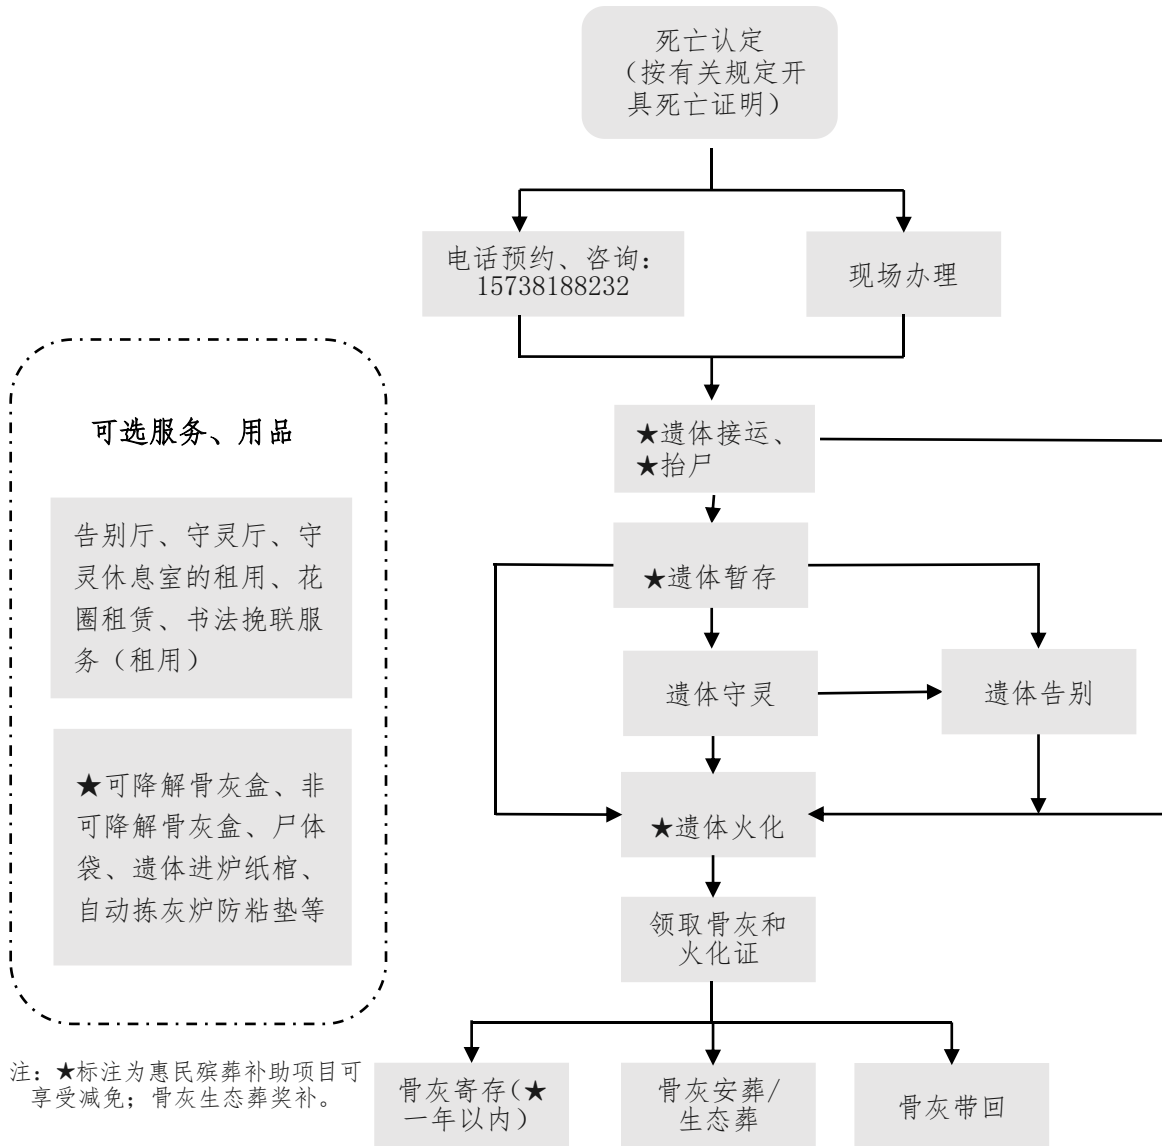 死亡认定
（按有关规定开
具死亡证明）
电话预约、咨询：
15738188232
现场办理
★遗体接运、
★抬尸
★遗体暂存
遗体守灵
遗体告别
★遗体火化
领取骨灰和
火化证
骨灰寄存(★
一年以内)
骨灰安葬/
生态葬
骨灰带回
可选服务、用品
告别厅、守灵厅、守
灵休息室的租用、花
圈租赁、书法挽联服
务（租用）
★可降解骨灰盒、非
可降解骨灰盒、尸体
袋、遗体进炉纸棺、
自动拣灰炉防粘垫等
注：★标注为惠民殡葬补助项目可
享受减免；骨灰生态葬奖补。